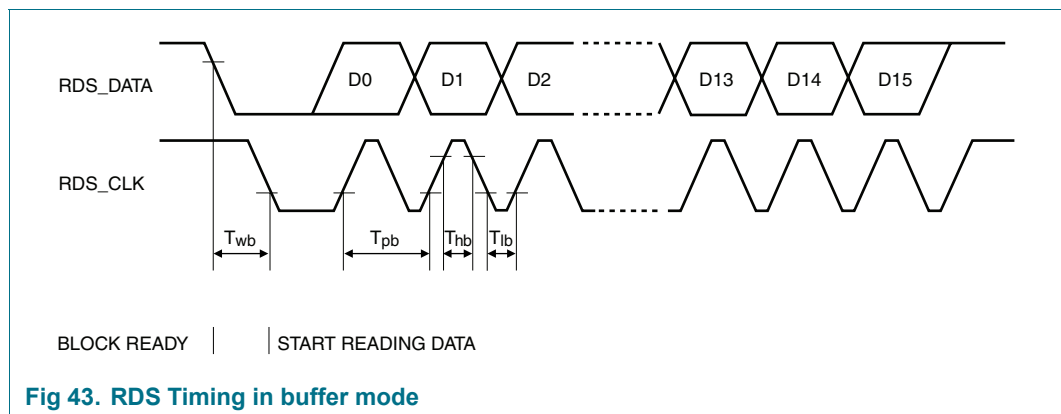 RDS_DATA
D0 D1 D2 D13 D14 D15
RDS_CLK
Twb Tpb Thb Tlb
BLOCK READY START READING DATA
Fig 43. RDS Timing in buffer mode